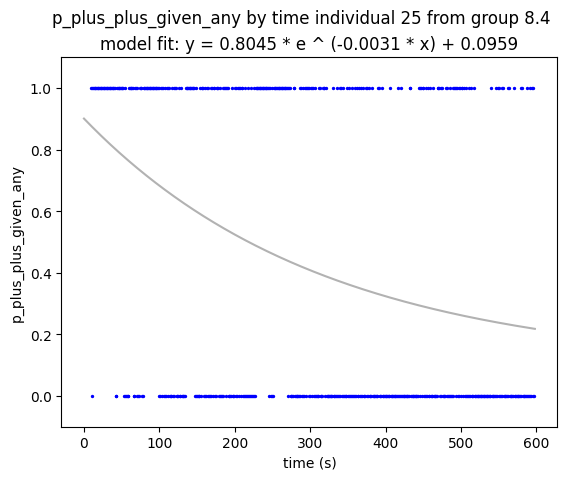 p_plus_plus_given_any by time individual 25 from group 8.4
model fit: y = 0.8045 * e ^ (-0.0031 * x) + 0.0959
p_plus_plus_given_any
1.0
0.8
0.6
0.4
0.2
0.0
0 100 200 300 400 500 600
time (s)